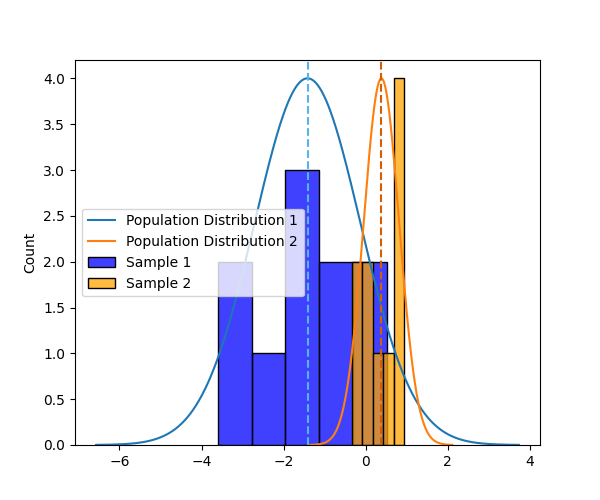 4.0
3.5
3.0
2.5
2.0
1.5
1.0
0.5
0.0
Count
Population Distribution 1
Population Distribution 2
Sample 1
Sample 2
−6 −4 −2 0 2 4